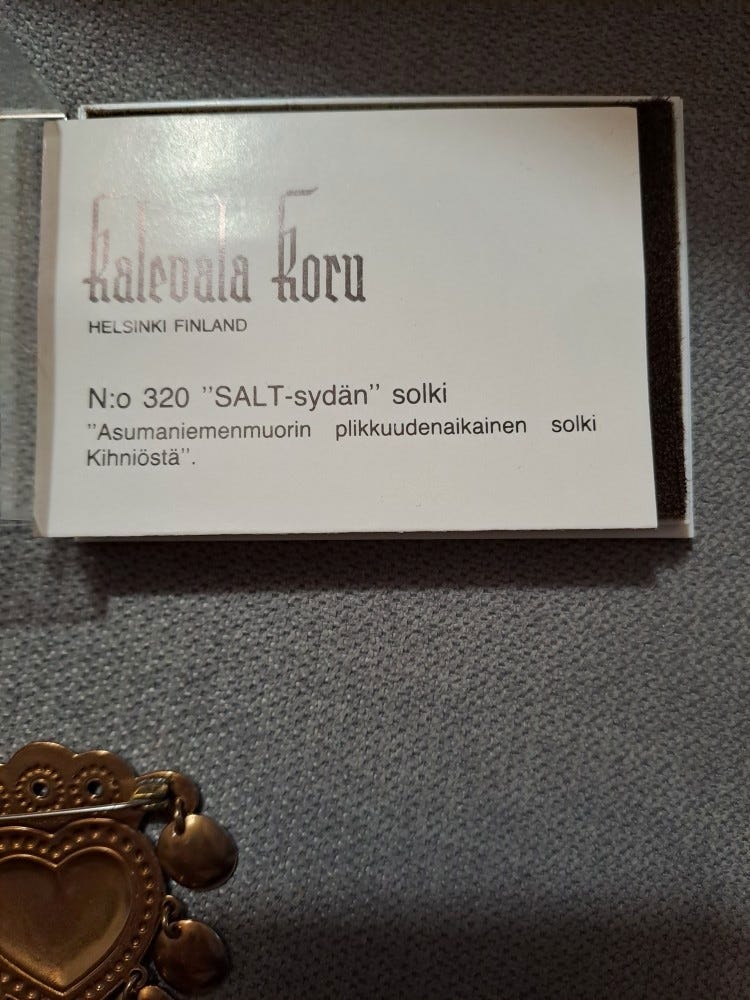 Kalevala Koru
HELSINKI FINLAND
N:o 320 "SALT-sydän" solki
"Asumaniemenmuorin plikkuudenaikainen solki
Kihniöstä".